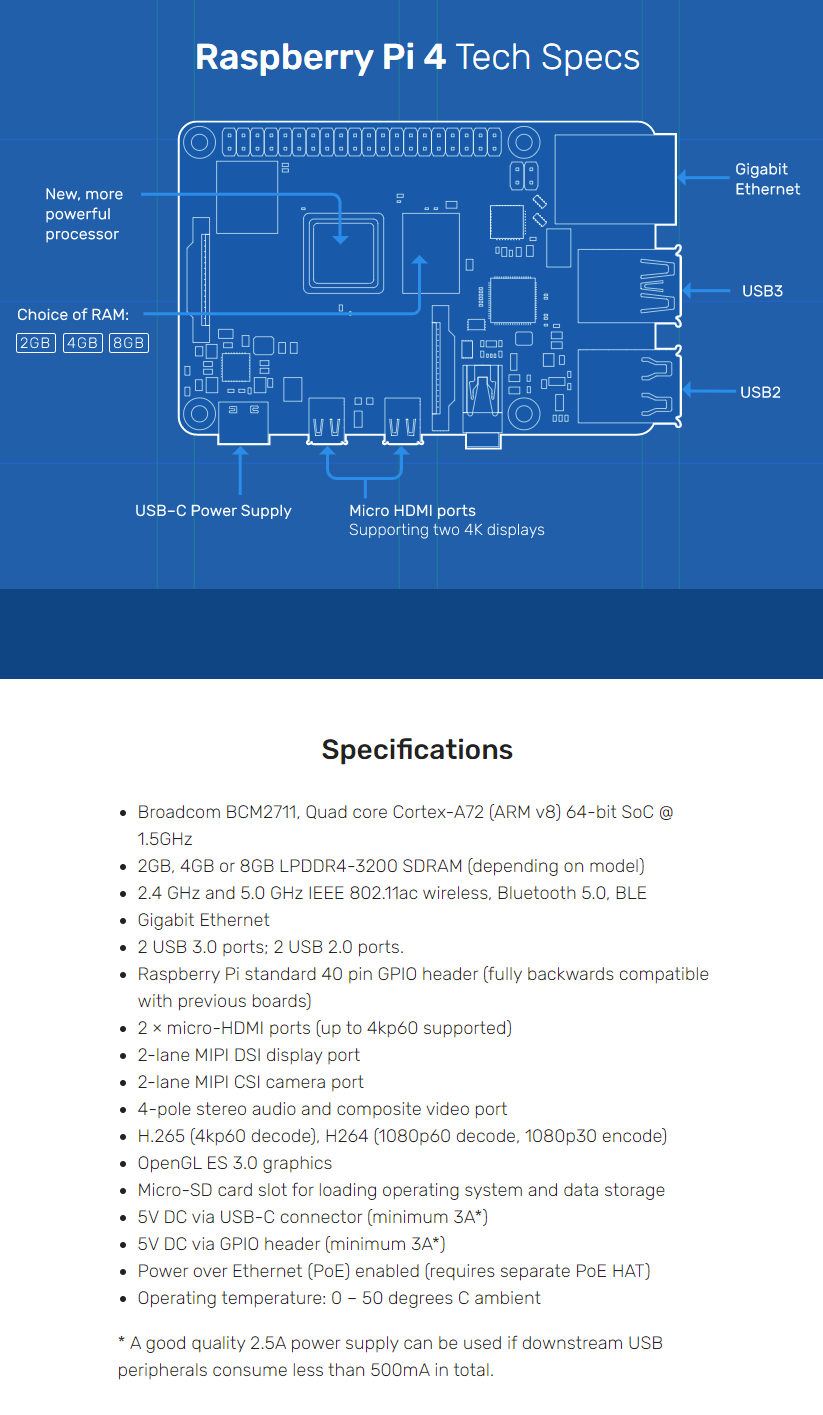 Raspberry Pi 4 Tech Specs
New, more
powerful
processor
Gigabit
Ethernet
USB3
Choice of RAM:
2GB 4GB 8GB
USB2
USB-C Power Supply
Micro HDMI ports
Supporting two 4K displays
Specifications
• Broadcom BCM2711, Quad core Cortex-A72 (ARM v8) 64-bit SoC @
1.5GHz
• 2GB, 4GB or 8GB LPDDR4-3200 SDRAM (depending on model)
• 2.4 GHz and 5.0 GHz IEEE 802.11ac wireless, Bluetooth 5.0, BLE
• Gigabit Ethernet
• 2 USB 3.0 ports; 2 USB 2.0 ports.
• Raspberry Pi standard 40 pin GPIO header (fully backwards compatible
with previous boards)
• 2 × micro-HDMI ports (up to 4kp60 supported)
• 2-lane MIPI DSI display port
• 2-lane MIPI CSI camera port
• 4-pole stereo audio and composite video port
• H.265 (4kp60 decode), H264 (1080p60 decode, 1080p30 encode)
• OpenGL ES 3.0 graphics
• Micro-SD card slot for loading operating system and data storage
• 5V DC via USB-C connector (minimum 3A*)
• 5V DC via GPIO header (minimum 3A*)
• Power over Ethernet (PoE) enabled (requires separate PoE HAT)
• Operating temperature: 0 – 50 degrees C ambient
* A good quality 2.5A power supply can be used if downstream USB
peripherals consume less than 500mA in total.